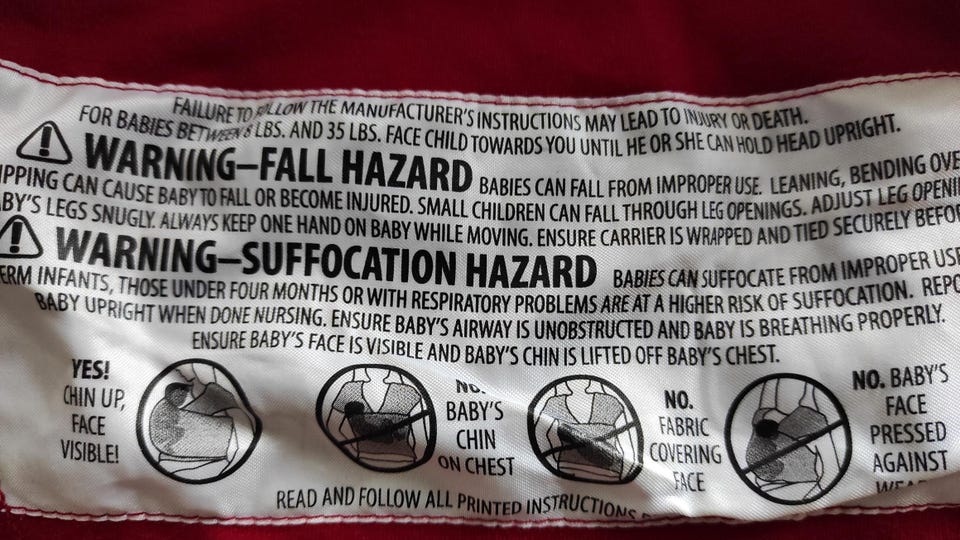 FAILURE TO FOLLOW THE MANUFACTURER'S INSTRUCTIONS MAY LEAD TO INJURY OR DEATH.
FOR BABIES BETWEEN 8 LBS. AND 35 LBS. FACE CHILD TOWARDS YOU UNTIL HE OR SHE CAN HOLD HEAD UPRIGHT.
WARNING–FALL HAZARD BABIES CAN FALL FROM IMPROPER USE. LEANING, BENDING OVE
IPPING CAN CAUSE BABY TO FALL OR BECOME INJURED. SMALL CHILDREN CAN FALL THROUGH LEG OPENINGS. ADJUST LEG OPENI
ABY'S LEGS SNUGLY. ALWAYS KEEP ONE HAND ON BABY WHILE MOVING. ENSURE CARRIER IS WRAPPED AND TIED SECURELY BEFO
WARNING–SUFFOCATION HAZARD BABIES CAN SUFFOCATE FROM IMPROPER USE
ERM INFANTS, THOSE UNDER FOUR MONTHS OR WITH RESPIRATORY PROBLEMS ARE AT A HIGHER RISK OF SUFFOCATION. REPO
BABY UPRIGHT WHEN DONE NURSING. ENSURE BABY'S AIRWAY IS UNOBSTRUCTED AND BABY IS BREATHING PROPERLY.
ENSURE BABY'S FACE IS VISIBLE AND BABY'S CHIN IS LIFTED OFF BABY'S CHEST.
YES!
CHIN UP,
FACE
VISIBLE!
NO.
BABY'S
CHIN
ON CHEST
NO.
FABRIC
COVERING
FACE
NO. BABY'S
FACE
PRESSED
AGAINST
READ AND FOLLOW ALL PRINTED INSTRUCTIONS